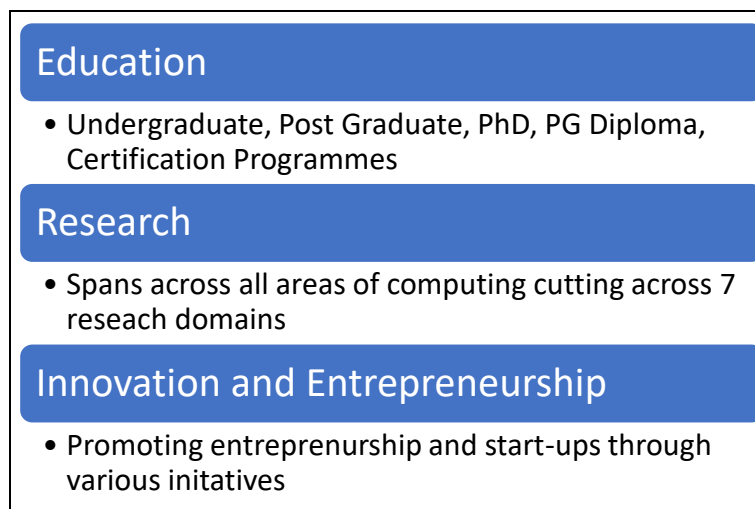 Education
• Undergraduate, Post Graduate, PhD, PG Diploma,
Certification Programmes
Research
• Spans across all areas of computing cutting across 7
reseach domains
Innovation and Entrepreneurship
• Promoting entreprenurship and start-ups through
various initatives